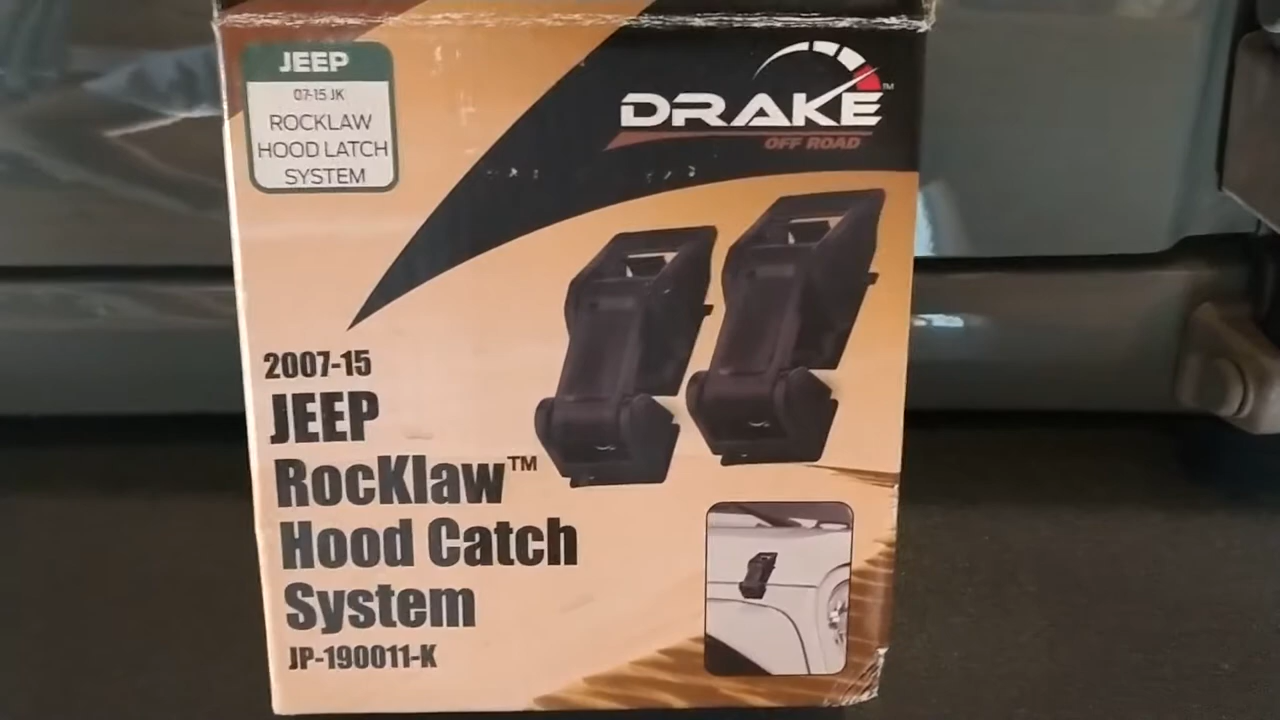 JEEP
07-15 JK
ROCKLAW
HOOD LATCH
SYSTEM
DRAKE™
OFF ROAD
2007-15
JEEP
RocKlaw™
Hood Catch
System
JP-190011-K